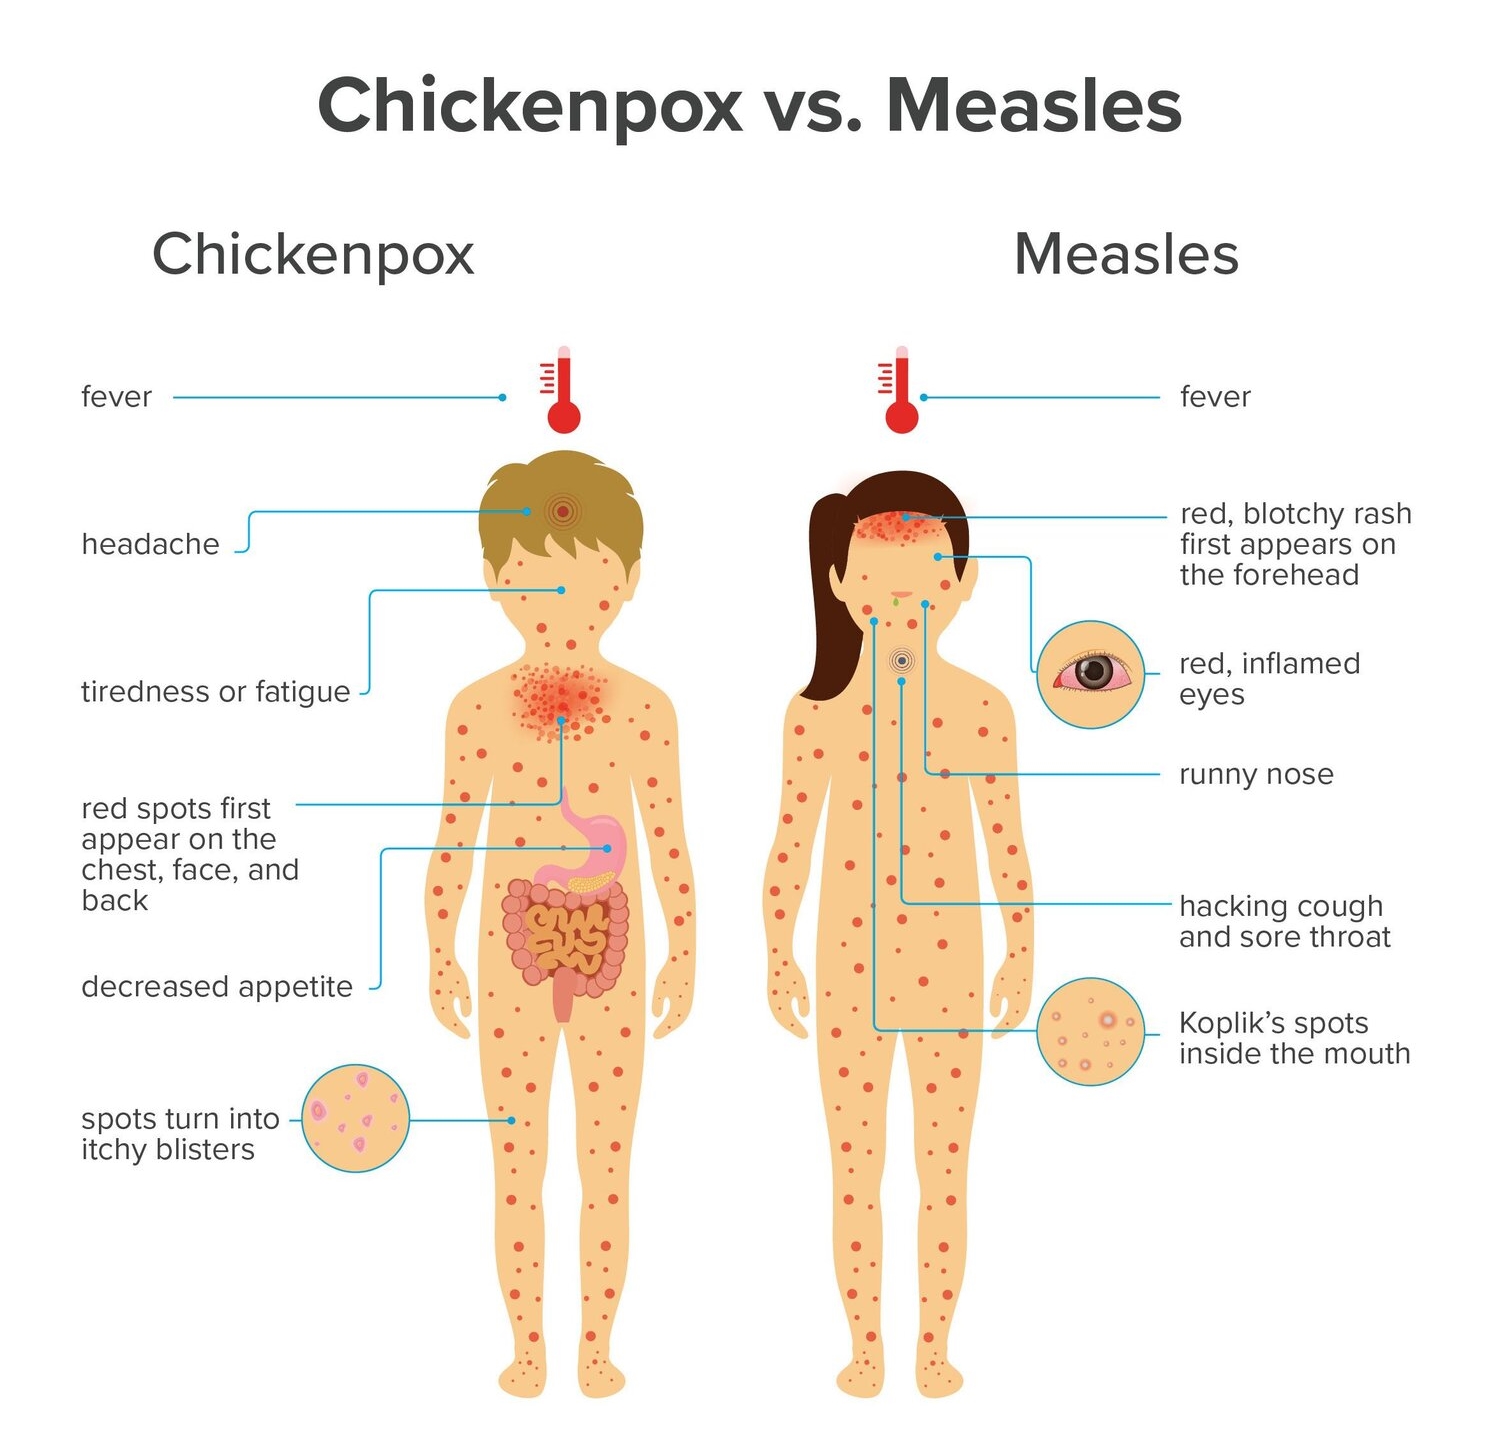 Chickenpox vs. Measles
Chickenpox
fever
headache
tiredness or fatigue
red spots first
appear on the
chest, face, and
back
decreased appetite
spots turn into
itchy blisters
Measles
fever
red, blotchy rash
first appears on
the forehead
red, inflamed
eyes
runny nose
hacking cough
and sore throat
Koplik’s spots
inside the mouth